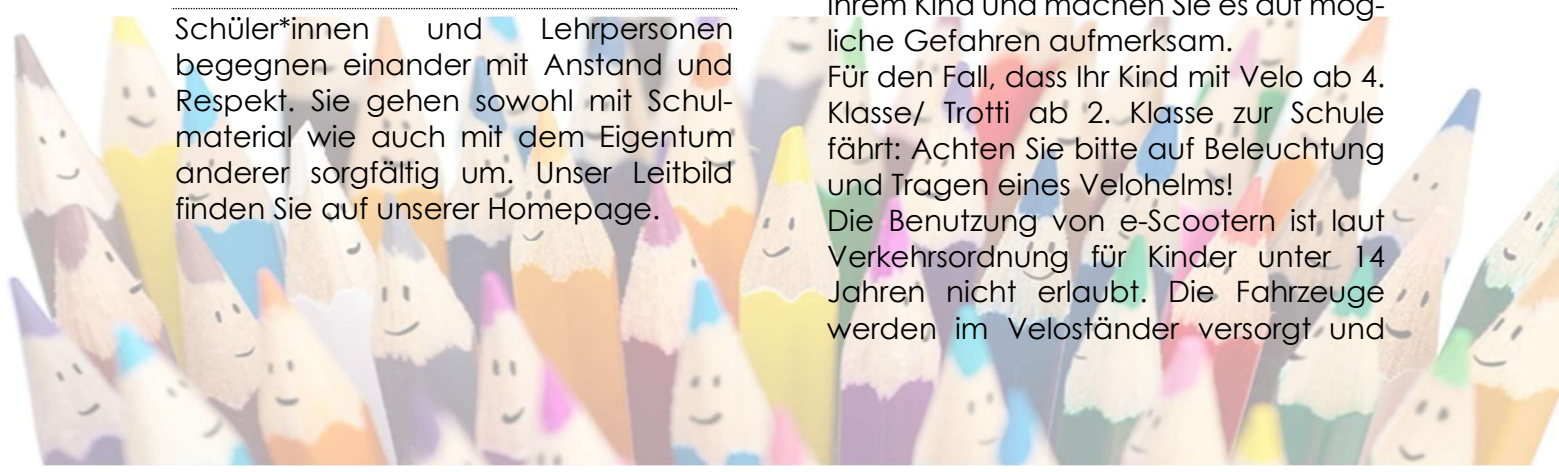 Schüler*innen und Lehrpersonen
begegnen einander mit Anstand und
Respekt. Sie gehen sowohl mit Schul-
material wie auch mit dem Eigentum
anderer sorgfältig um. Unser Leitbild
finden Sie auf unserer Homepage.
Ihrem Kind und machen Sie es auf mög-
liche Gefahren aufmerksam.
Für den Fall, dass Ihr Kind mit Velo ab 4.
Klasse/ Trotti ab 2. Klasse zur Schule
fährt: Achten Sie bitte auf Beleuchtung
und Tragen eines Velohelms!
Die Benutzung von e-Scootern ist laut
Verkehrsordnung für Kinder unter 14
Jahren nicht erlaubt. Die Fahrzeuge
werden im Veloständer versorgt und